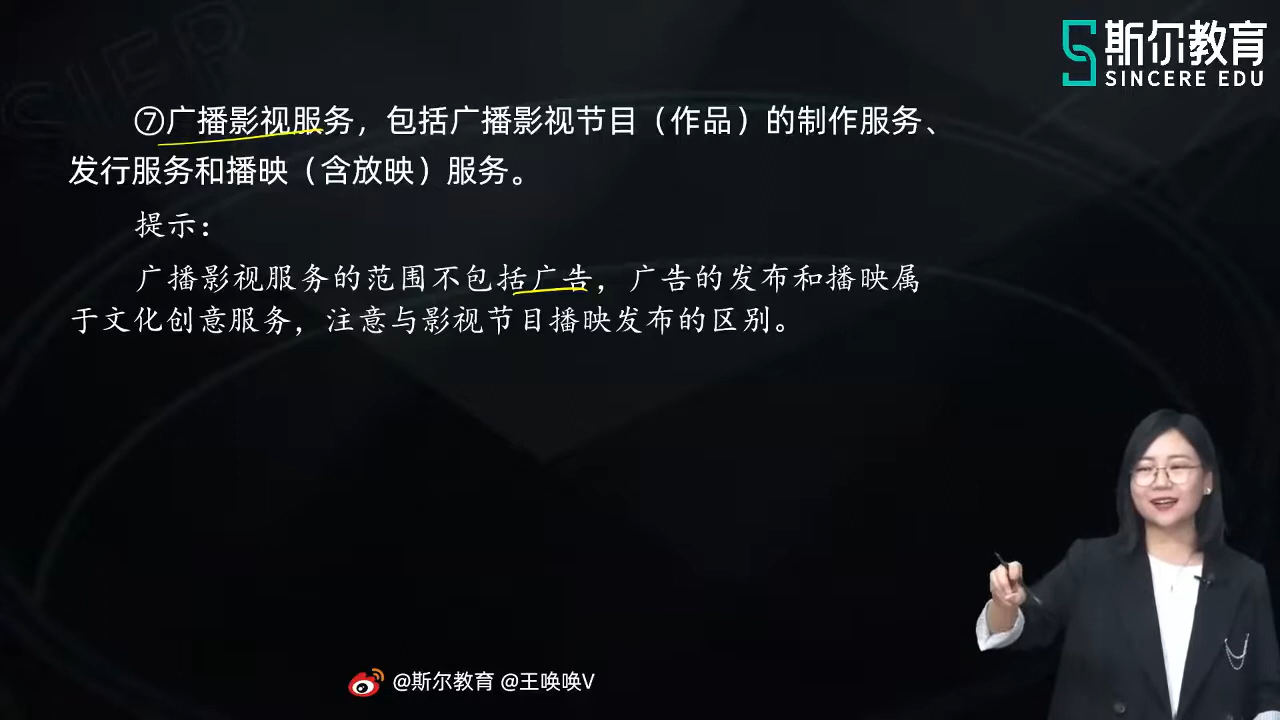 斯尔教育
SINCERE EDU
⑦广播影视服务，包括广播影视节目（作品）的制作服务、
发行服务和播映（含放映）服务。
提示：
广播影视服务的范围不包括广告，广告的发布和播映属
于文化创意服务，注意与影视节目播映发布的区别。
@斯尔教育 @王唤唤V